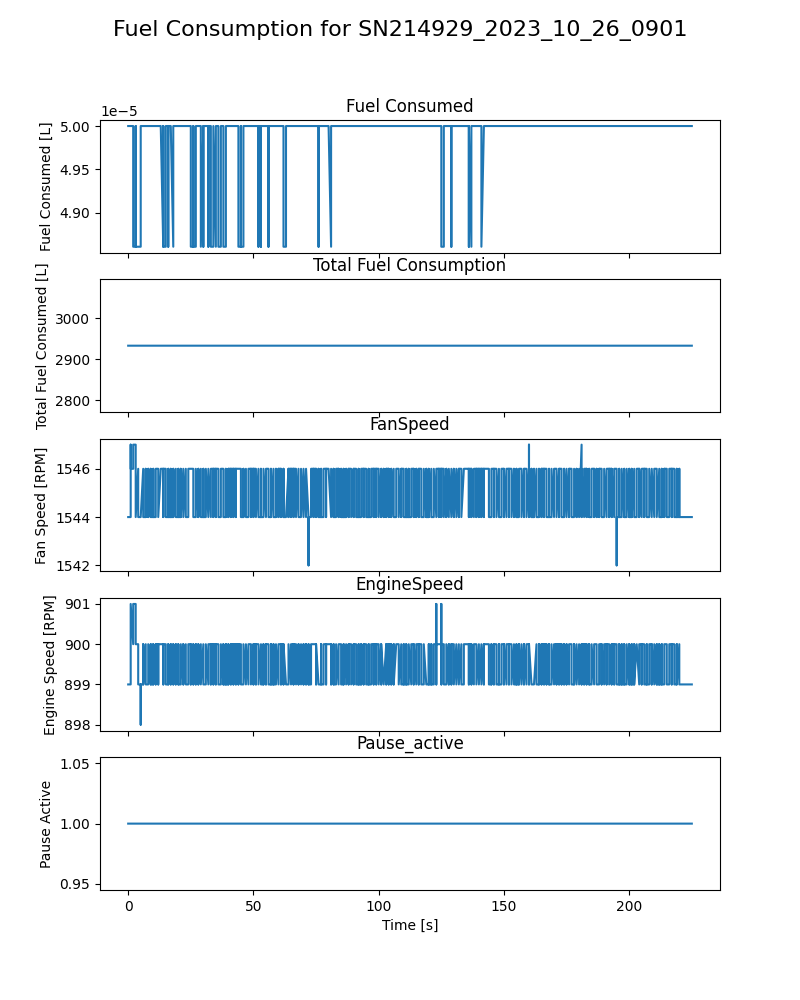 Fuel Consumption for SN214929_2023_10_26_0901
1e−5
Fuel Consumed
5.00
4.95
4.90
Fuel Consumed [L]
Total Fuel Consumption
3000
2900
2800
Total Fuel Consumed [L]
FanSpeed
1546
1544
1542
Fan Speed [RPM]
EngineSpeed
901
900
899
898
Engine Speed [RPM]
Pause_active
1.05
1.00
0.95
Pause Active
0 50 100 150 200
Time [s]